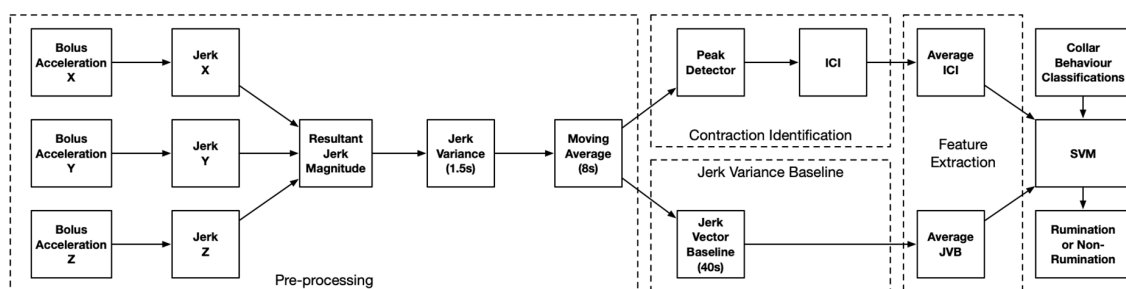 Bolus
Acceleration
X
Jerk
X
Bolus
Acceleration
Y
Jerk
Y
Bolus
Acceleration
Z
Jerk
Z
Resultant
Jerk
Magnitude
Jerk
Variance
(1.5s)
Moving
Average
(8s)
Pre-processing
Peak
Detector
ICI
Contraction Identification
Jerk Variance Baseline
Jerk
Vector
Baseline
(40s)
Average
ICI
Feature
Extraction
Average
JVB
Collar
Behaviour
Classifications
SVM
Rumination
or Non-
Rumination